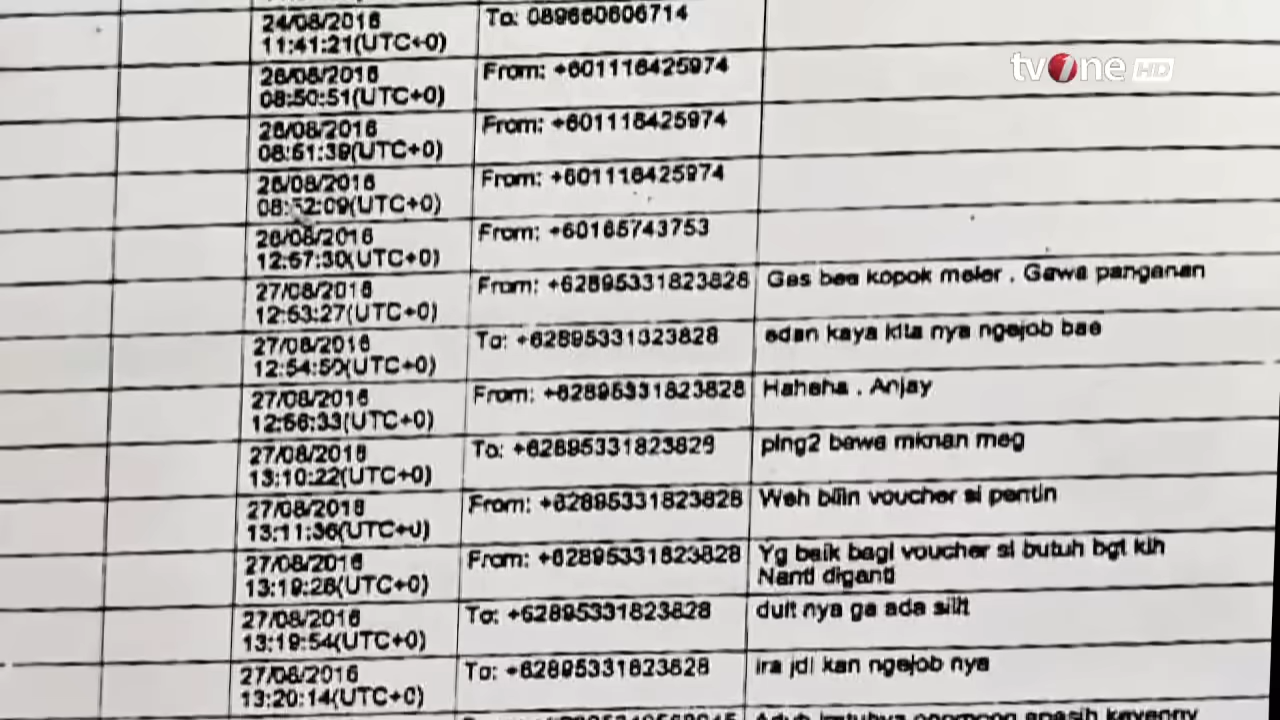 24/08/2016 To: 089660606714
11:41:21(UTC+0)
tvOne HD
26/08/2016 From: +601116425974
08:50:51(UTC+0)
26/08/2016 From: +601116425974
08:51:39(UTC+0)
26/08/2016 From: +601116425974
08:52:09(UTC+0)
26/08/2016 From: +60165743753
12:57:30(UTC+0)
27/08/2016 From: +62895331823828 Gas bae kopok meler . Gawa panganan
12:53:27(UTC+0)
27/08/2016 To: +62895331823828 edan kaya kita nya ngejob bae
12:54:50(UTC+0)
27/08/2016 From: +62895331823828 Hahaha . Anjay
12:56:33(UTC+0)
27/08/2016 To: +62895331823829 plng2 bawa mknan meg
13:10:22(UTC+0)
27/08/2016 From: +62895331823828 Weh bliin voucher si pentin
13:11:36(UTC+0)
27/08/2016 From: +62895331823828 Yg baik bagi voucher si butuh bgt klh
13:19:26(UTC+0) Nanti diganti
27/08/2016 To: +62895331823828 duit nya ga ada silit
13:19:54(UTC+0)
27/08/2016 To: +62895331823828 ira jdi kan ngejob nya
13:20:14(UTC+0)